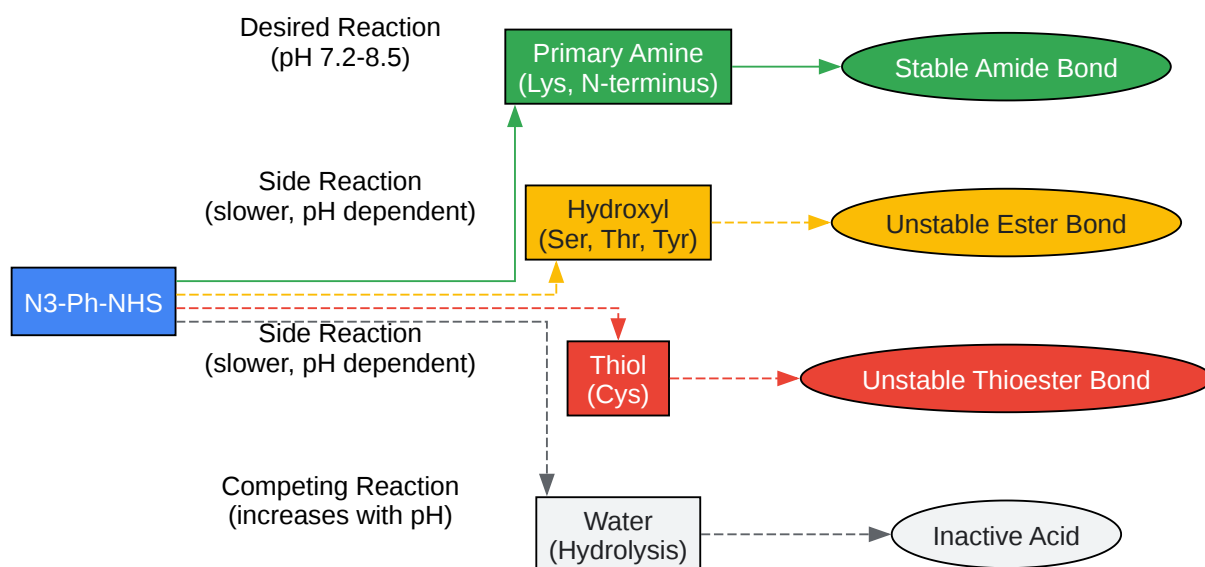 Desired Reaction
(pH 7.2-8.5)
Primary Amine
(Lys, N-terminus)
Stable Amide Bond
Side Reaction
(slower, pH dependent)
Hydroxyl
(Ser, Thr, Tyr)
Unstable Ester Bond
N3-Ph-NHS
Side Reaction
(slower, pH dependent)
Thiol
(Cys)
Unstable Thioester Bond
Competing Reaction
(increases with pH)
Water
(Hydrolysis)
Inactive Acid